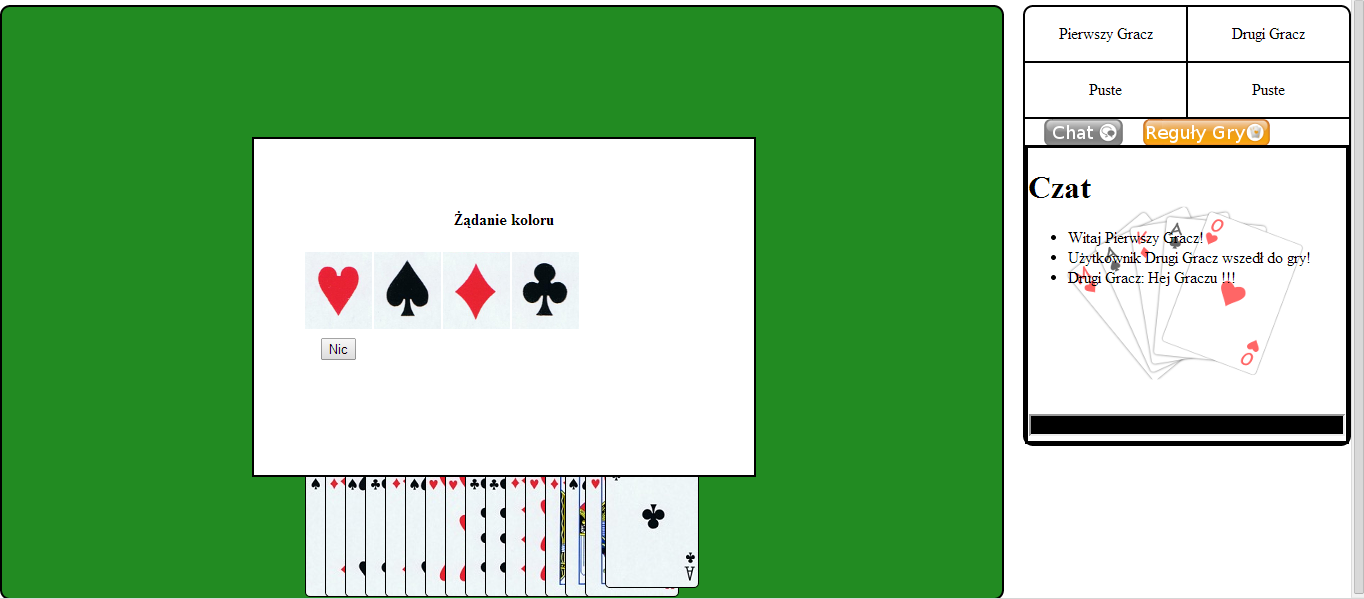 Pierwszy Gracz
Drugi Gracz
Puste
Puste
Chat
Reguły Gry
Żądanie koloru
Nic
Czat
Witaj Pierwszy Gracz!
Użytkownik Drugi Gracz wszedł do gry!
Drugi Gracz: Hej Graczu !!!
A